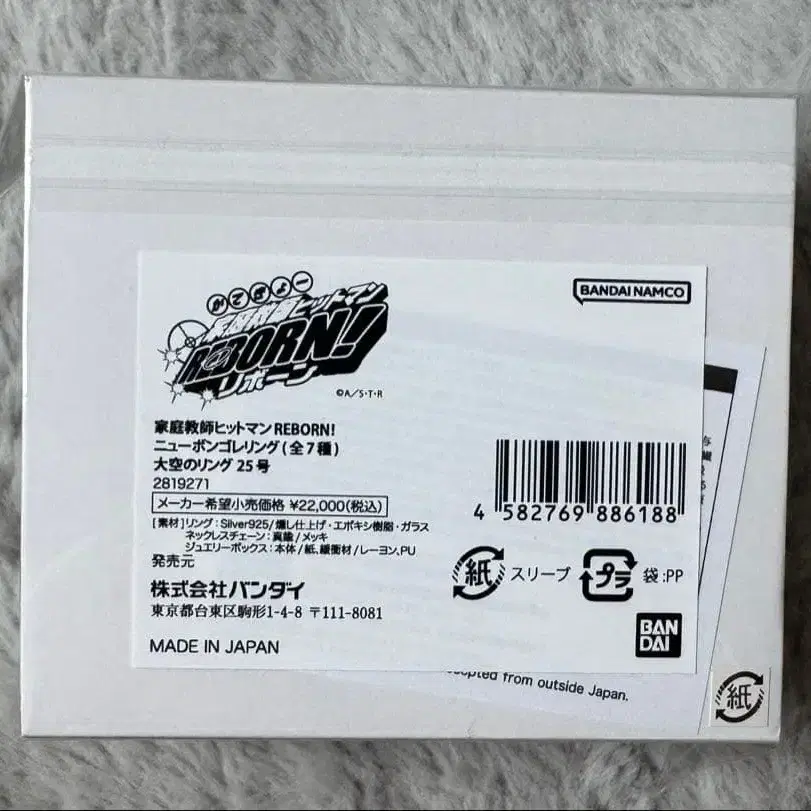 かてきょー
家庭教師ヒットマン
REBORN!
リボーン
©A/S・T・R
BANDAI NAMCO
家庭教師ヒットマン REBORN!
ニューボンゴレリング(全7種)
大空のリング 25号
2819271
メーカー希望小売価格 ¥22,000(税込)
[素材]リング:Silver925/燻し仕上げ・エポキシ樹脂・ガラス
ネックレスチェーン:真鍮/メッキ
ジュエリーボックス:本体/紙、緩衝材/レーヨン、PU
発売元
株式会社バンダイ
東京都台東区駒形1-4-8 〒111-8081
MADE IN JAPAN
4 582769 886188
紙 スリーブ プラ 袋:PP
BAN
DAI
from outside Japan.
紙